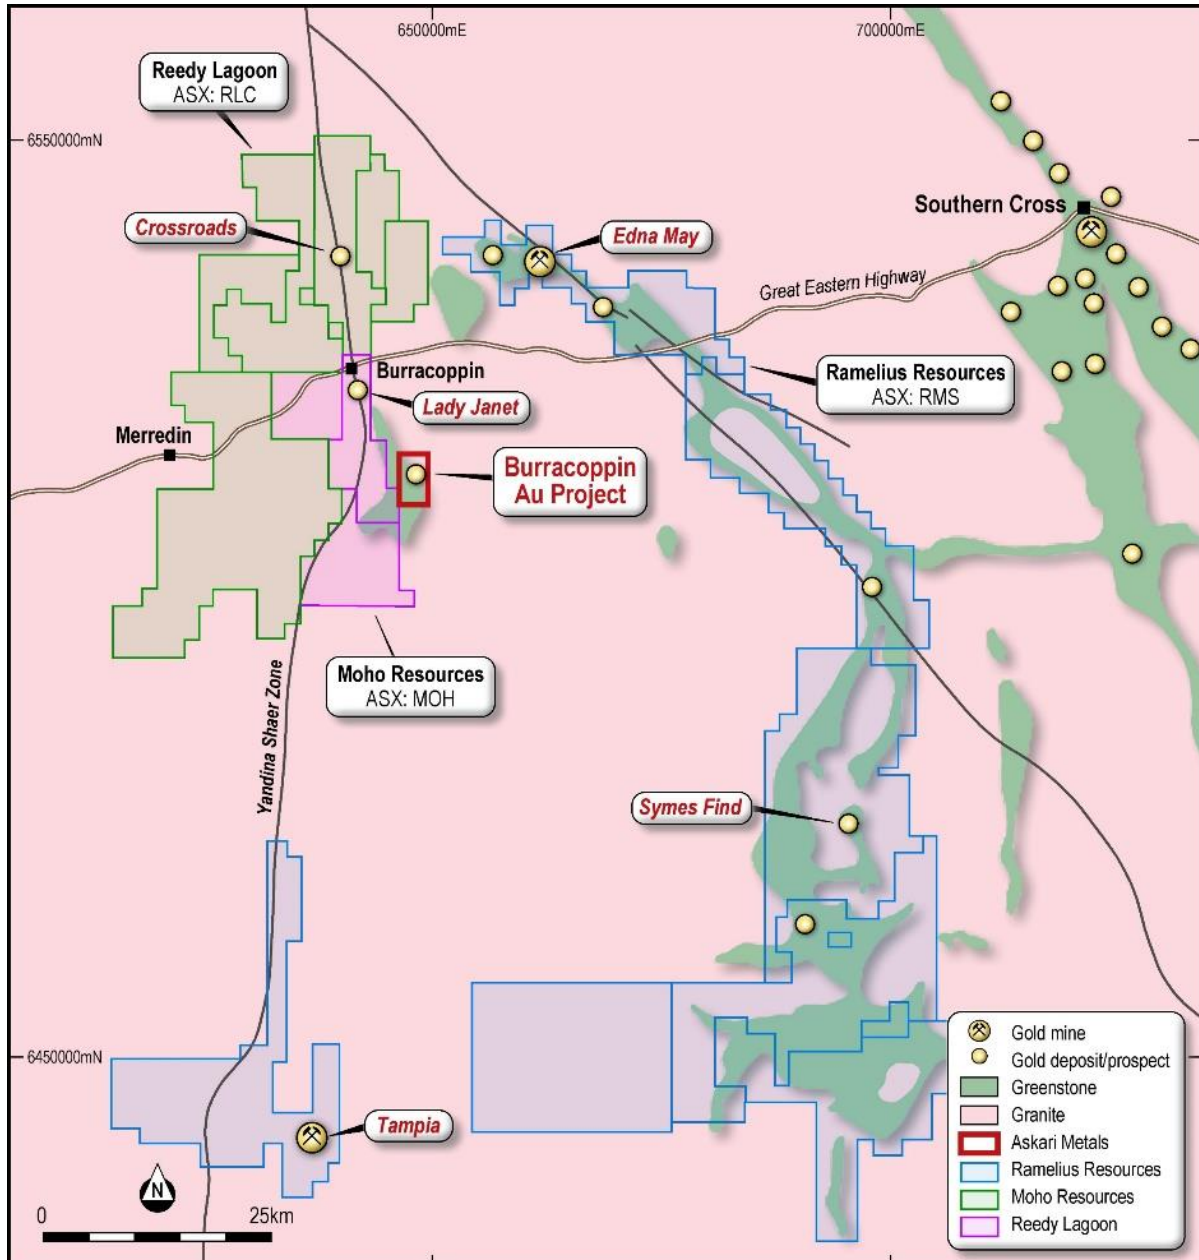 650000mE
700000mE
Reedy Lagoon
ASX: RLC
6550000mN
Southern Cross
Crossroads
Edna May
Great Eastern Highway
Burracoppin
Ramelius Resources
ASX: RMS
Lady Janet
Merredin
Burracoppin
Au Project
Moho Resources
ASX: MOH
Yandina Shaer Zone
Symes Find
6450000mN
Tampia
N
0
25km
Gold mine
Gold deposit/prospect
Greenstone
Granite
Askari Metals
Ramelius Resources
Moho Resources
Reedy Lagoon